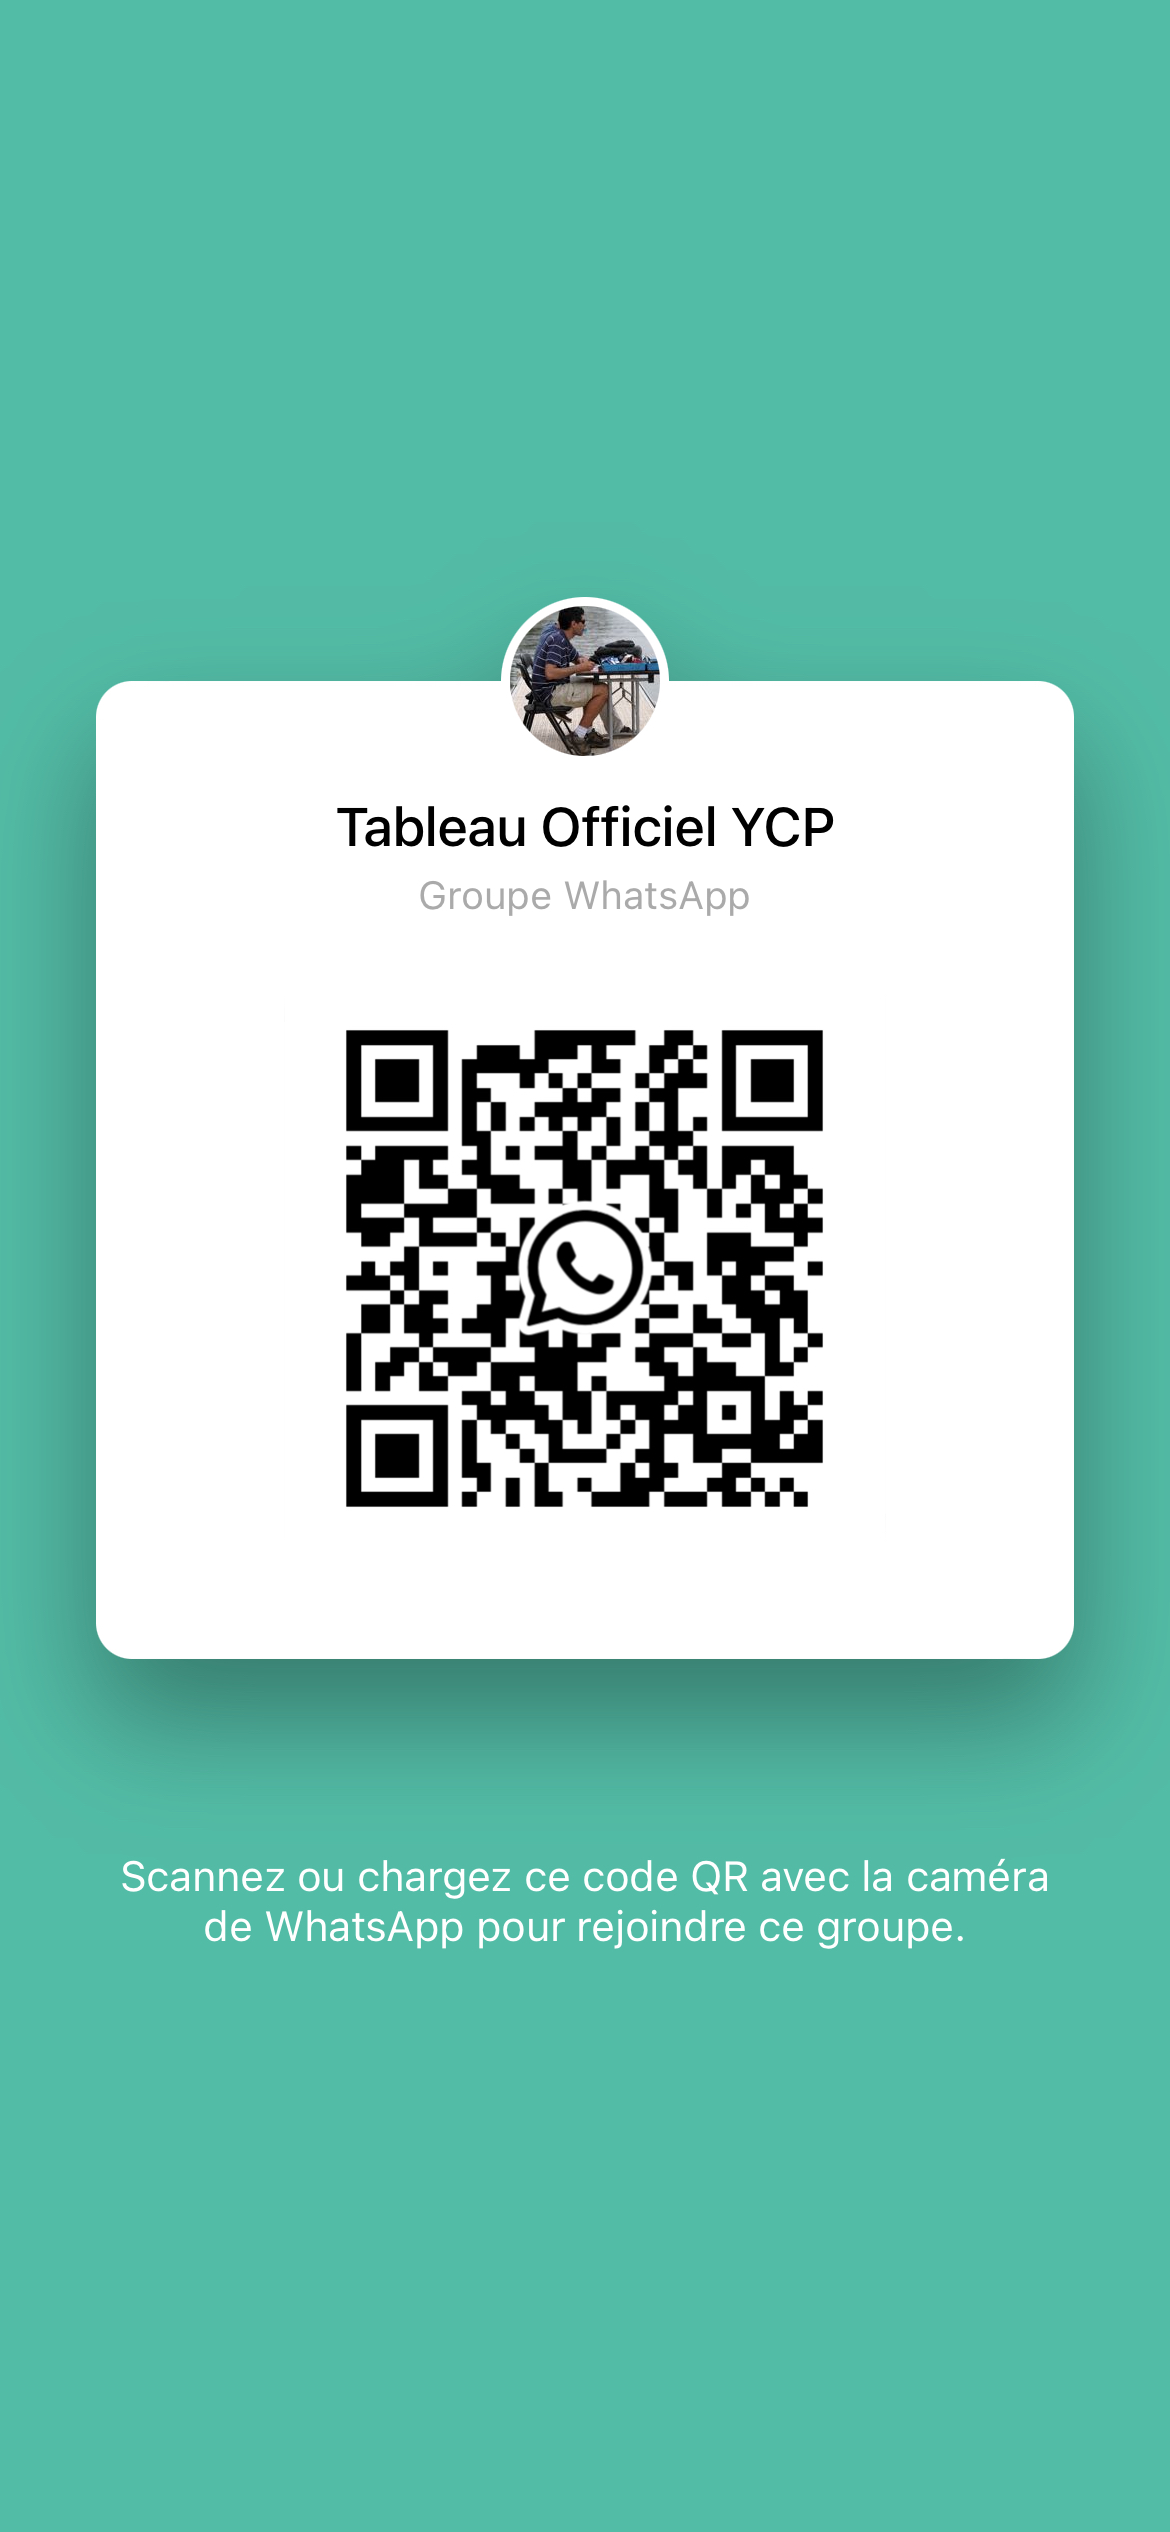 Tableau Officiel YCP
Groupe WhatsApp
Scannez ou chargez ce code QR avec la caméra
de WhatsApp pour rejoindre ce groupe.